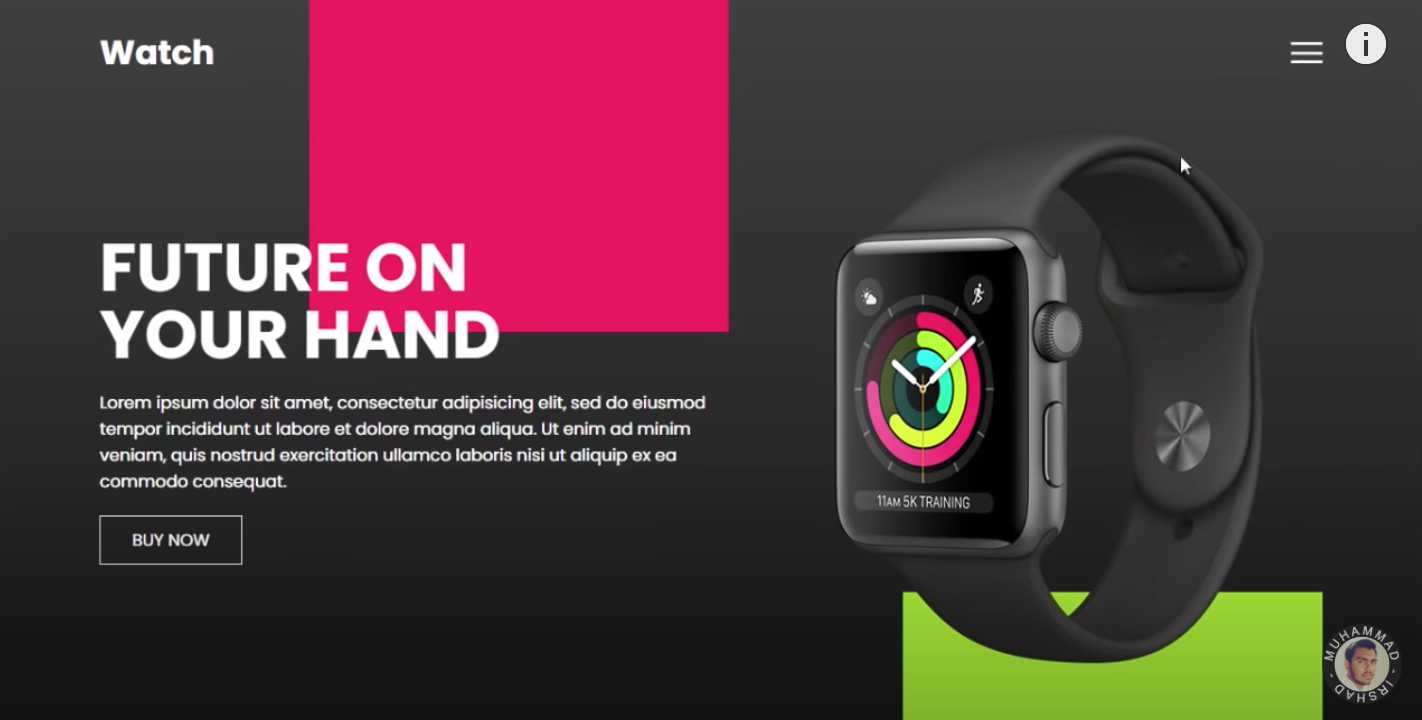 Watch
i
FUTURE ON
YOUR HAND
Lorem ipsum dolor sit amet, consectetur adipisicing elit, sed do eiusmod
tempor incididunt ut labore et dolore magna aliqua. Ut enim ad minim
veniam, quis nostrud exercitation ullamco laboris nisi ut aliquip ex ea
commodo consequat.
BUY NOW
11AM 5K TRAINING
MUHAMMAD - IRSHAD -